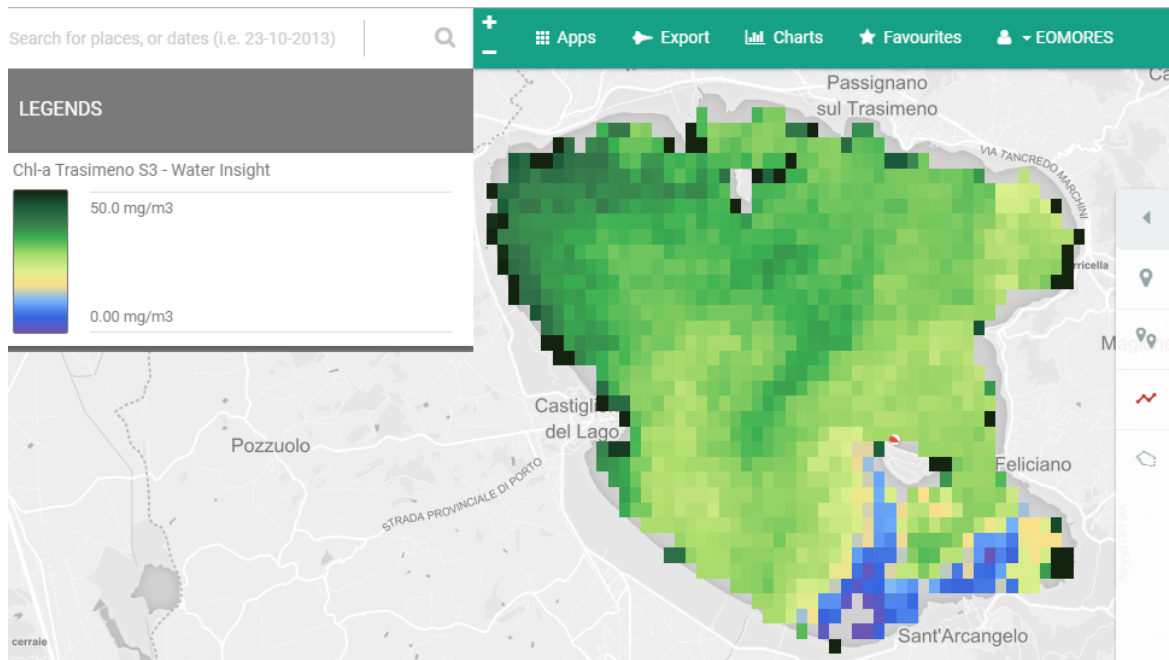 Search for places, or dates (i.e. 23-10-2013)
+
−
Apps
Export
Charts
Favourites
EOMORES
LEGENDS
Chl-a Trasimeno S3 - Water Insight
50.0 mg/m3
0.00 mg/m3
Passignano
sul Trasimeno
Ca
VIA TANCREDO MARCHINI
rricella
Castigli
del Lago
Pozzuolo
STRADA PROVINCIALE DI PORTO
Feliciano
Sant'Arcangelo
cerraie